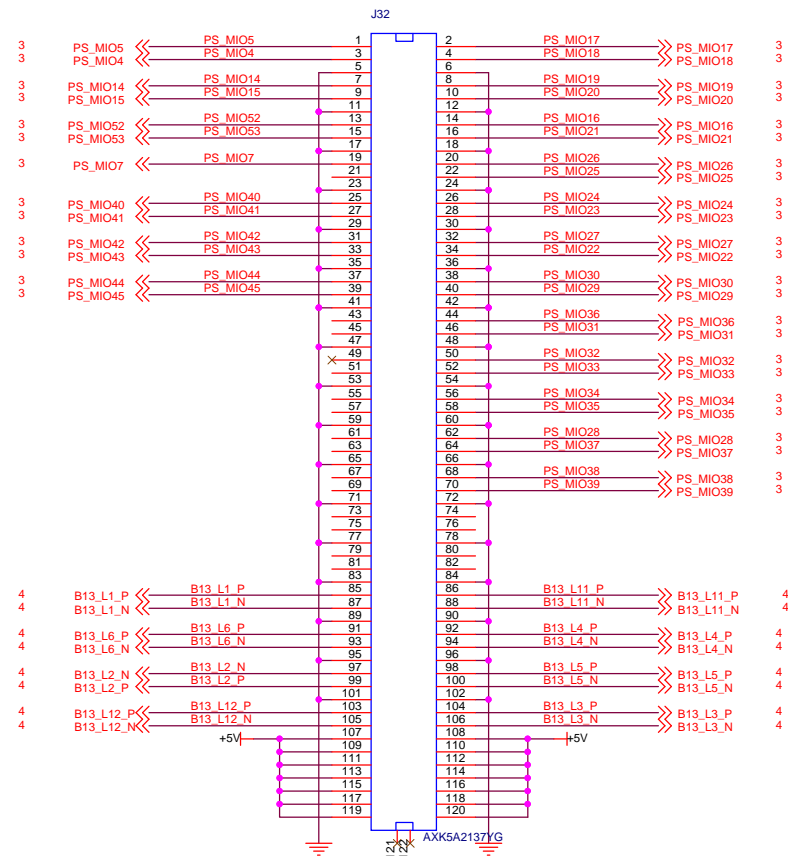 J32
3 PS_MIO5 PS_MIO5 1 2 PS_MIO17 PS_MIO17 3
3 PS_MIO4 PS_MIO4 3 4 PS_MIO18 PS_MIO18 3
5 6
3 PS_MIO14 PS_MIO14 7 8 PS_MIO19 PS_MIO19 3
3 PS_MIO15 PS_MIO15 9 10 PS_MIO20 PS_MIO20 3
11 12
3 PS_MIO52 PS_MIO52 13 14 PS_MIO16 PS_MIO16 3
3 PS_MIO53 PS_MIO53 15 16 PS_MIO21 PS_MIO21 3
17 18
3 PS_MIO7 PS_MIO7 19 20 PS_MIO26 PS_MIO26 3
21 22 PS_MIO25 PS_MIO25 3
23 24
3 PS_MIO40 PS_MIO40 25 26 PS_MIO24 PS_MIO24 3
3 PS_MIO41 PS_MIO41 27 28 PS_MIO23 PS_MIO23 3
29 30
3 PS_MIO42 PS_MIO42 31 32 PS_MIO27 PS_MIO27 3
3 PS_MIO43 PS_MIO43 33 34 PS_MIO22 PS_MIO22 3
35 36
3 PS_MIO44 PS_MIO44 37 38 PS_MIO30 PS_MIO30 3
3 PS_MIO45 PS_MIO45 39 40 PS_MIO29 PS_MIO29 3
41 42
43 44 PS_MIO36 PS_MIO36 3
45 46 PS_MIO31 PS_MIO31 3
47 48
49 50 PS_MIO32 PS_MIO32 3
51 52 PS_MIO33 PS_MIO33 3
53 54
55 56 PS_MIO34 PS_MIO34 3
57 58 PS_MIO35 PS_MIO35 3
59 60
61 62 PS_MIO28 PS_MIO28 3
63 64 PS_MIO37 PS_MIO37 3
65 66
67 68 PS_MIO38 PS_MIO38 3
69 70 PS_MIO39 PS_MIO39 3
71 72
73 74
75 76
77 78
79 80
81 82
83 84
4 B13_L1_P B13_L1_P 85 86 B13_L11_P B13_L11_P 4
4 B13_L1_N B13_L1_N 87 88 B13_L11_N B13_L11_N 4
89 90
4 B13_L6_P B13_L6_P 91 92 B13_L4_P B13_L4_P 4
4 B13_L6_N B13_L6_N 93 94 B13_L4_N B13_L4_N 4
95 96
4 B13_L2_N B13_L2_N 97 98 B13_L5_P B13_L5_P 4
4 B13_L2_P B13_L2_P 99 100 B13_L5_N B13_L5_N 4
101 102
4 B13_L12_P B13_L12_P 103 104 B13_L3_P B13_L3_P 4
4 B13_L12_N B13_L12_N 105 106 B13_L3_N B13_L3_N 4
+5V 107 108 +5V
109 110
111 112
113 114
115 116
117 118
119 120
AXK5A2137YG